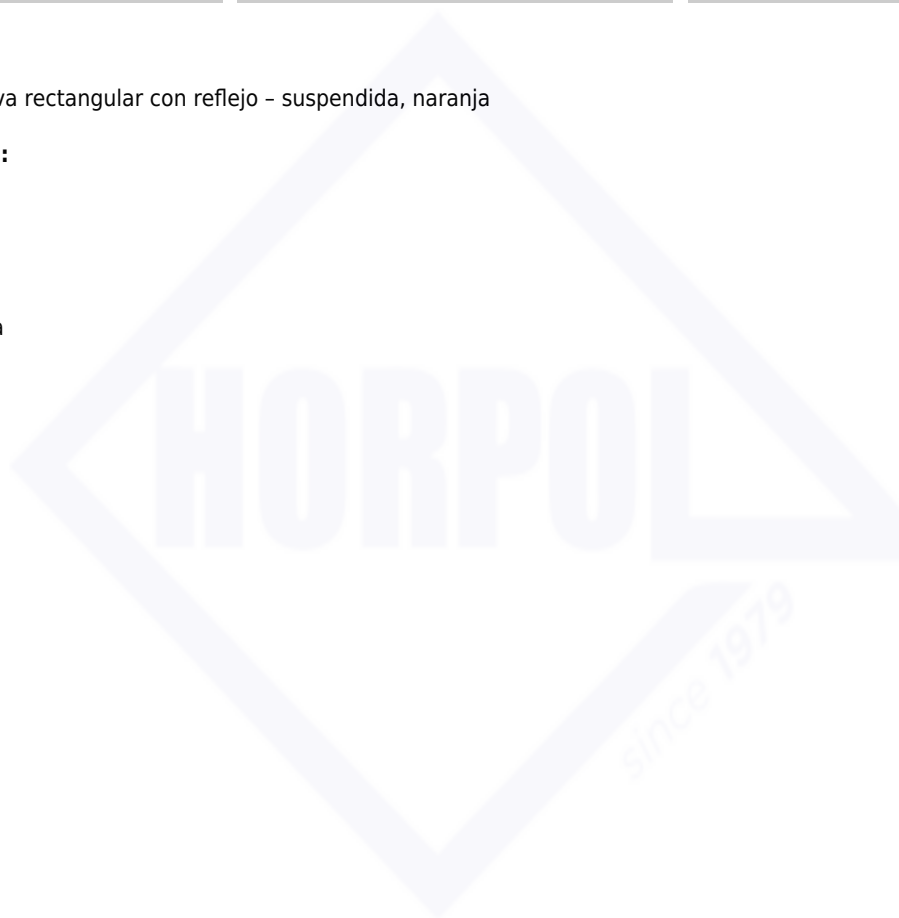 va rectangular con reflejo – suspendida, naranja
:
a
HORPOL
since 1979